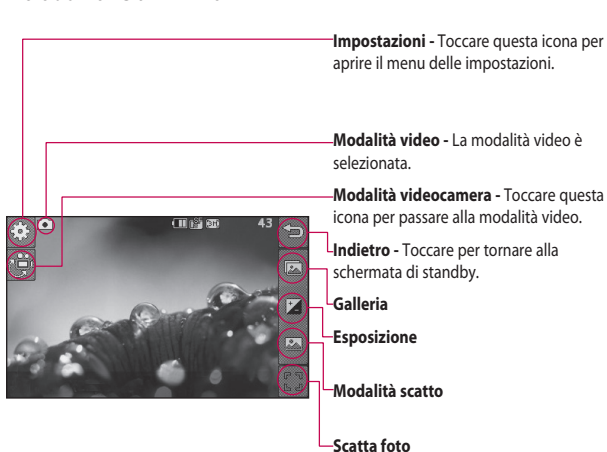 Impostazioni - Toccare questa icona per
aprire il menu delle impostazioni.
Modalità video - La modalità video è
selezionata.
Modalità videocamera - Toccare questa
icona per passare alla modalità video.
Indietro - Toccare per tornare alla
schermata di standby.
Galleria
Esposizione
Modalità scatto
Scatta foto
43